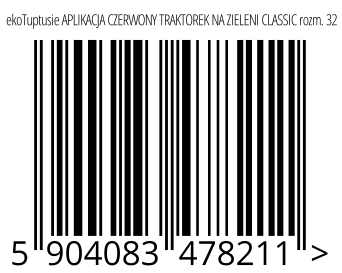 ekoTuptusie APLIKACJA CZERWONY TRAKTOREK NA ZIELENI CLASSIC rozm. 32
5 904083 478211 >